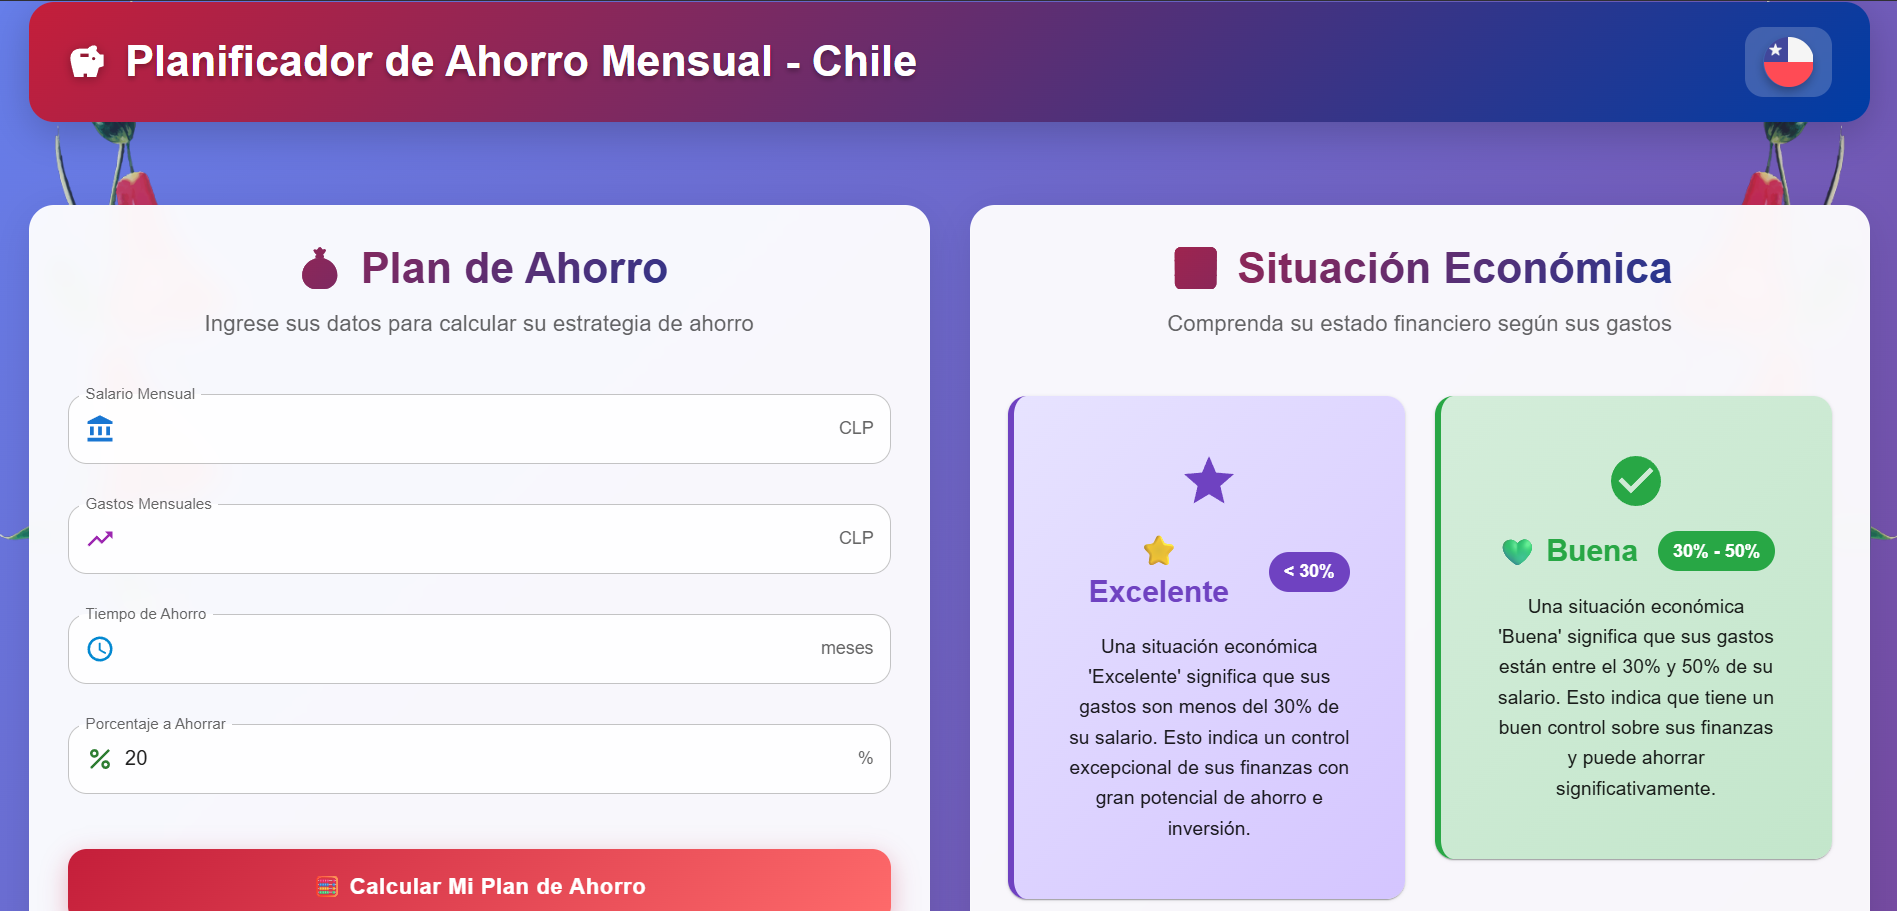 Planificador de Ahorro Mensual - Chile
Plan de Ahorro
Ingrese sus datos para calcular su estrategia de ahorro
Salario Mensual
CLP
Gastos Mensuales
CLP
Tiempo de Ahorro
meses
Porcentaje a Ahorrar
20 %
Calcular Mi Plan de Ahorro
Situación Económica
Comprenda su estado financiero según sus gastos
Excelente
< 30%
Una situación económica
'Excelente' significa que sus
gastos son menos del 30% de
su salario. Esto indica un control
excepcional de sus finanzas con
gran potencial de ahorro e
inversión.
Buena 30% - 50%
Una situación económica
'Buena' significa que sus gastos
están entre el 30% y 50% de su
salario. Esto indica que tiene un
buen control sobre sus finanzas
y puede ahorrar
significativamente.